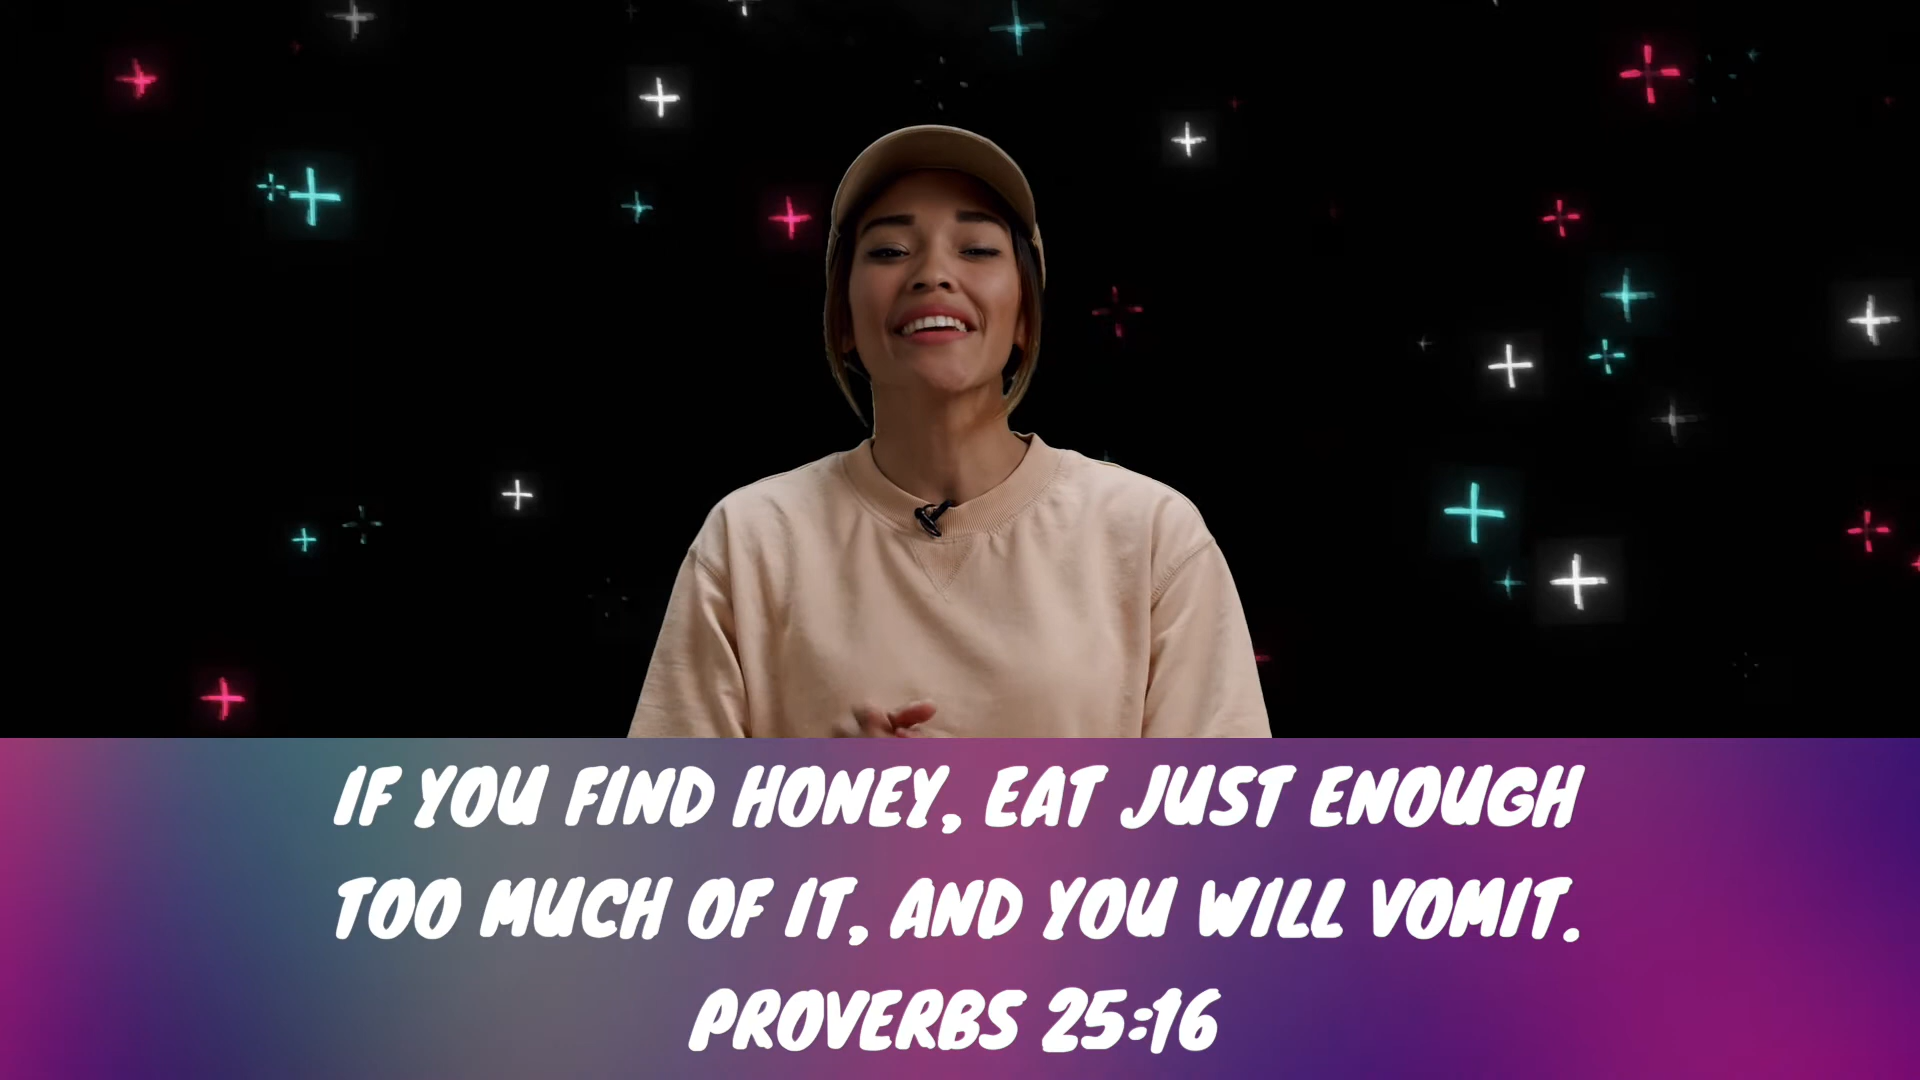 IF YOU FIND HONEY, EAT JUST ENOUGH
TOO MUCH OF IT, AND YOU WILL VOMIT.
PROVERBS 25:16